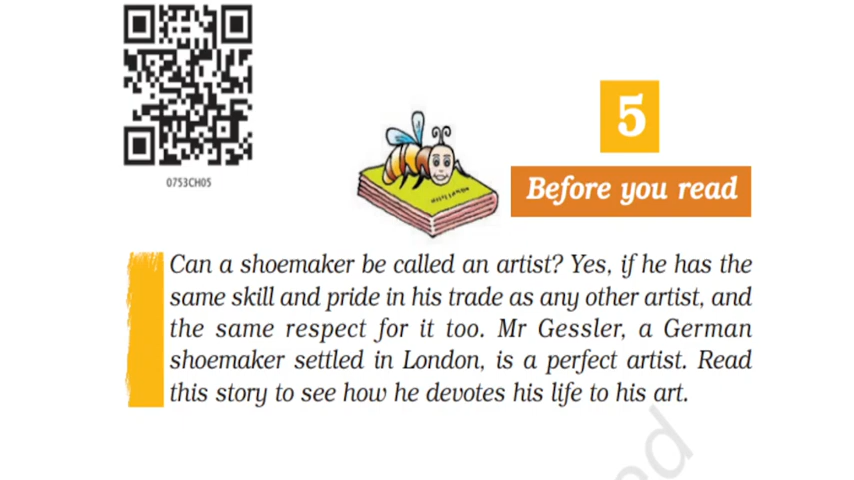 0753CH05
5
Before you read
Can a shoemaker be called an artist? Yes, if he has the
same skill and pride in his trade as any other artist, and
the same respect for it too. Mr Gessler, a German
shoemaker settled in London, is a perfect artist. Read
this story to see how he devotes his life to his art.